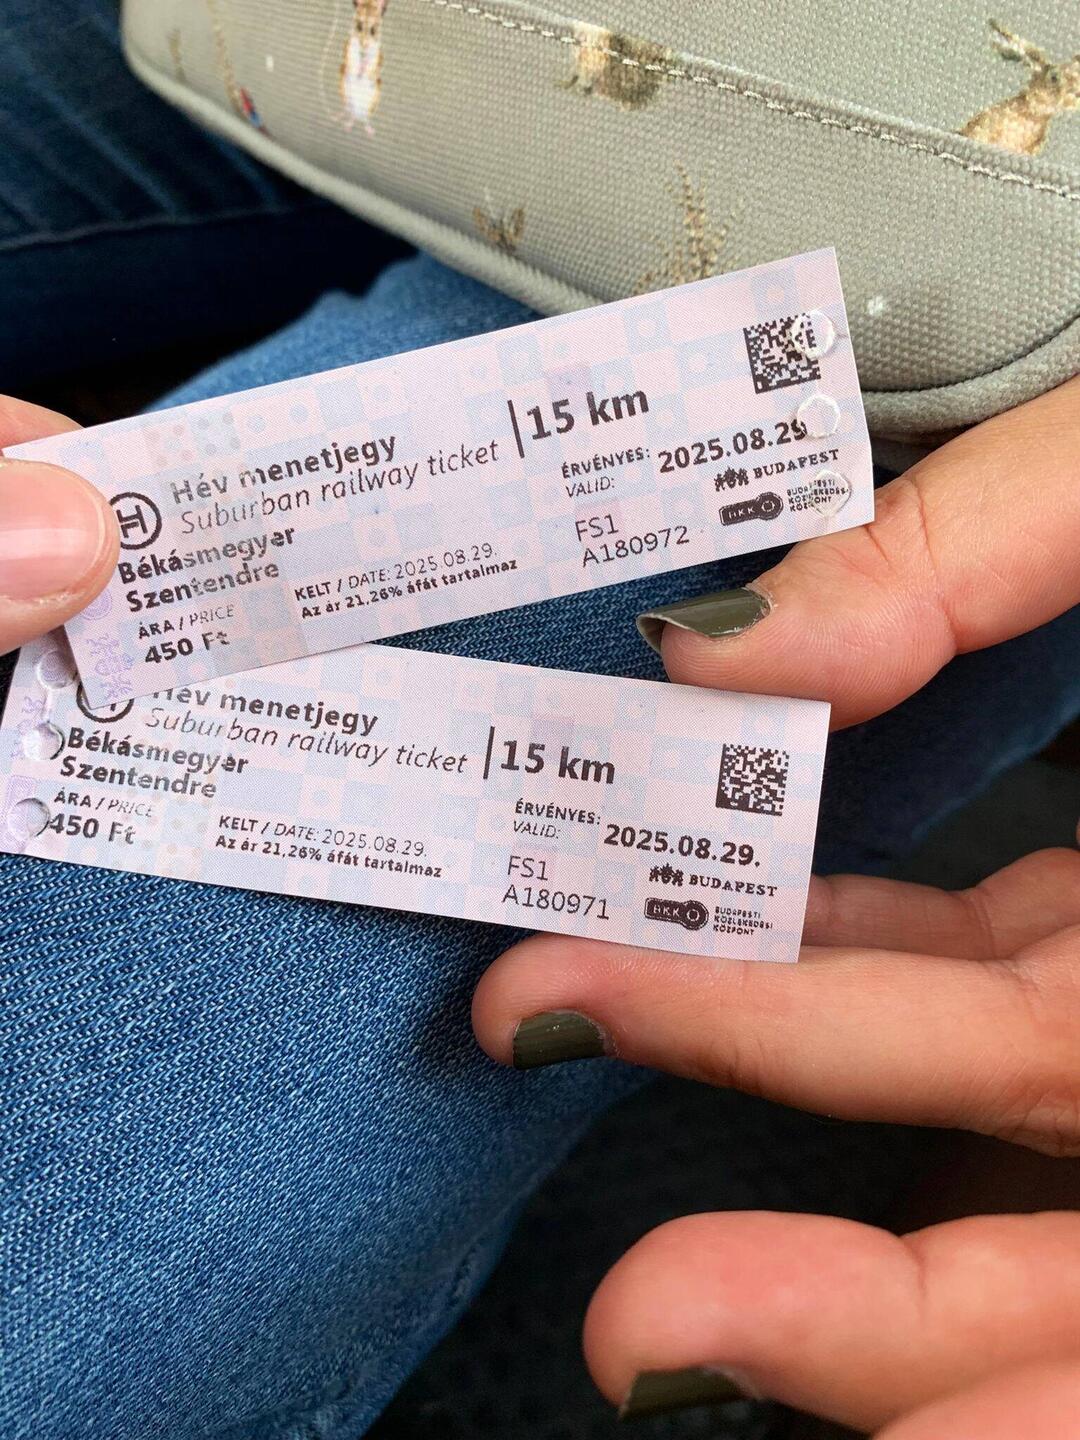 Hév menetjegy
Suburban railway ticket
15 km
Békásmegyer
Szentendre
ÁRA / PRICE
450 Ft
KELT / DATE: 2025.08.29.
Az ár 21,26% áfát tartalmaz
ÉRVÉNYES:
VALID:
2025.08.29
FS1
A180972
BUDAPEST
BKK
BUDAPESTI
KÖZLEKEDÉSI
KÖZPONT
Hév menetjegy
Suburban railway ticket
15 km
Békásmegyer
Szentendre
ÁRA / PRICE
450 Ft
KELT / DATE: 2025.08.29.
Az ár 21,26% áfát tartalmaz
ÉRVÉNYES:
VALID:
2025.08.29.
FS1
A180971
BUDAPEST
BKK
BUDAPESTI
KÖZLEKEDÉSI
KÖZPONT